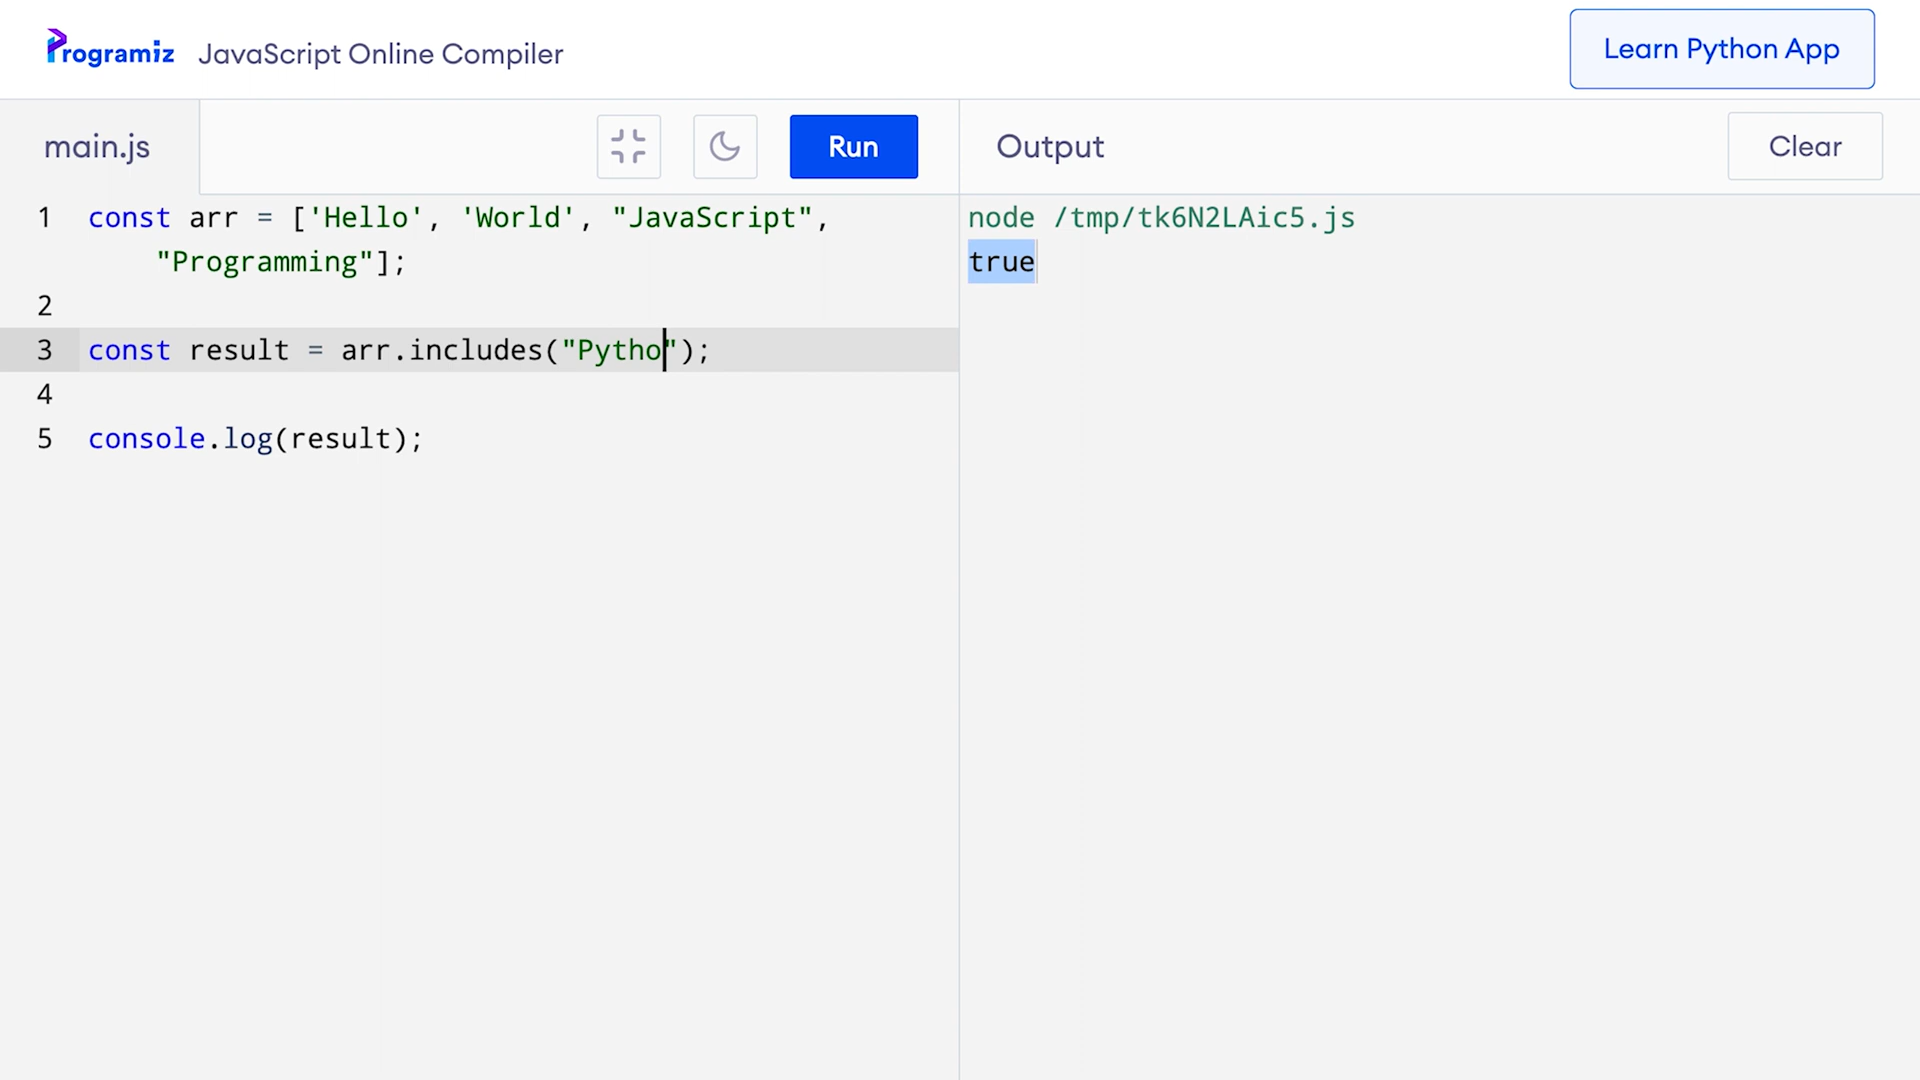 Programiz JavaScript Online Compiler
Learn Python App
main.js
Run
Output
Clear
1 const arr = ['Hello', 'World', "JavaScript",
"Programming"];
2
3 const result = arr.includes("Pytho");
4
5 console.log(result);
node /tmp/tk6N2LAic5.js
true